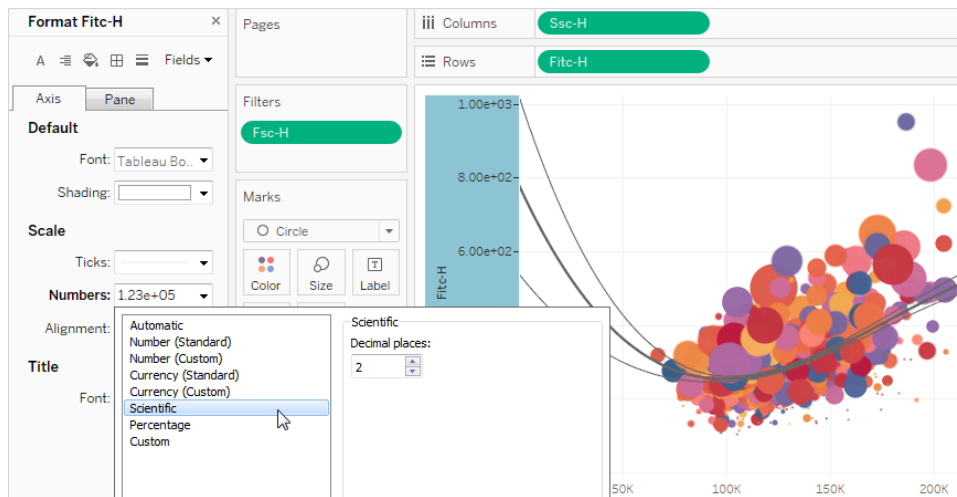 Format Fitc-H ×
A Fields
Axis Pane
Default
Font: Tableau Bo..
Shading:
Scale
Ticks:
Numbers: 1.23e+05
Alignment:
Title
Font:
Automatic
Number (Standard)
Number (Custom)
Currency (Standard)
Currency (Custom)
Scientific
Percentage
Custom
Scientific
Decimal places:
2
Pages
Filters
Fsc-H
Marks
Circle
T
Color Size Label
Columns Ssc-H
Rows Fitc-H
1.00e+03
8.00e+02
6.00e+02
Fitc-H
50K 100K 150K 200K